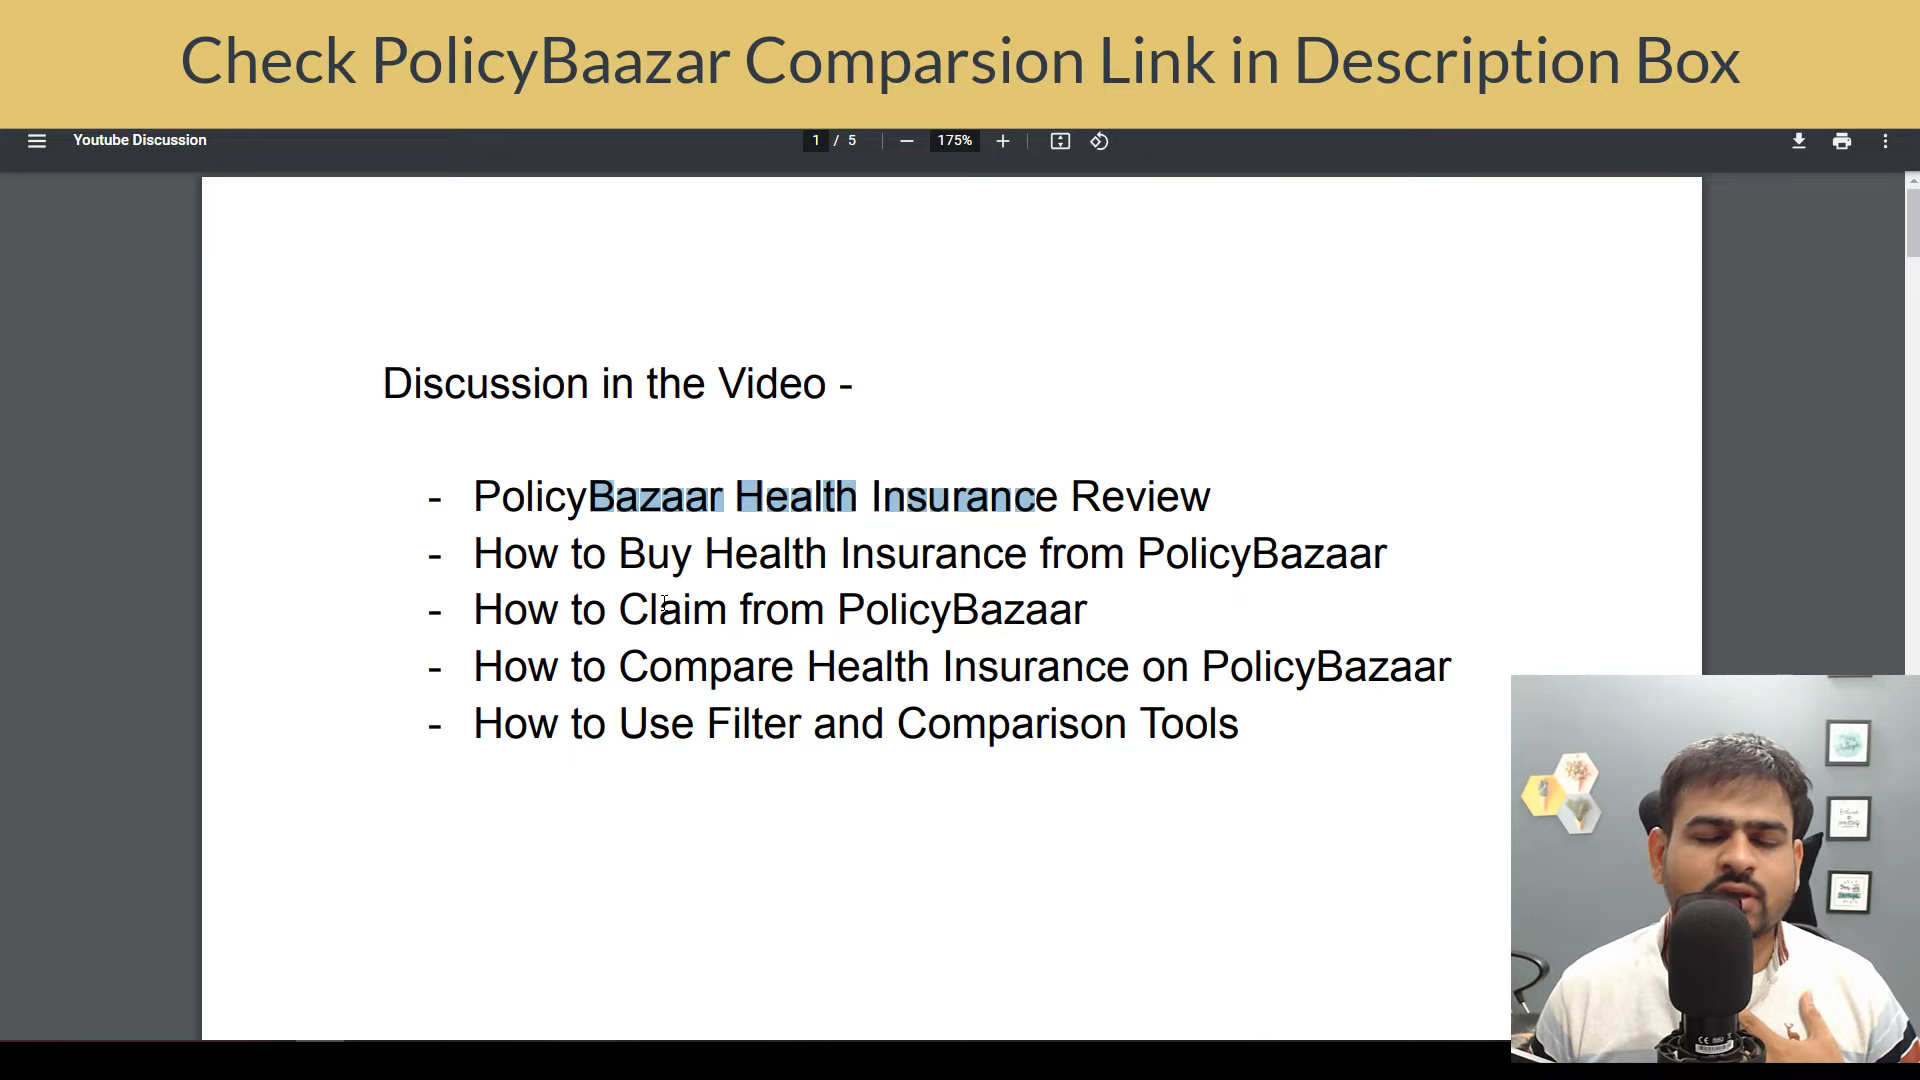 Check PolicyBaazar Comparsion Link in Description Box
Youtube Discussion
1 / 5
175%
Discussion in the Video -
- PolicyBazaar Health Insurance Review
- How to Buy Health Insurance from PolicyBazaar
- How to Claim from PolicyBazaar
- How to Compare Health Insurance on PolicyBazaar
- How to Use Filter and Comparison Tools